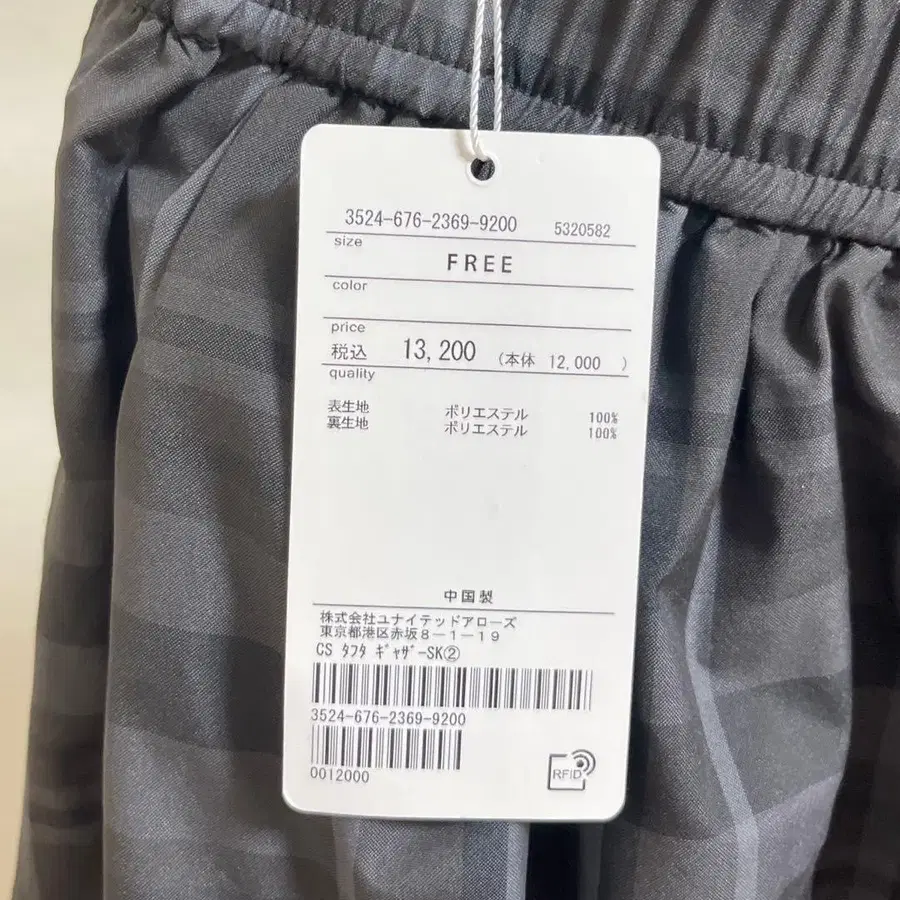 3524-676-2369-9200 5320582
size
FREE
color
price
税込 13,200 (本体 12,000 )
quality
表生地 ポリエステル 100%
裏生地 ポリエステル 100%
中国製
株式会社ユナイテッドアローズ
東京都港区赤坂8-1-19
CS ﾀﾌﾀ ｷﾞｬｻﾞｰSK②
3524-676-2369-9200
0012000
RFID